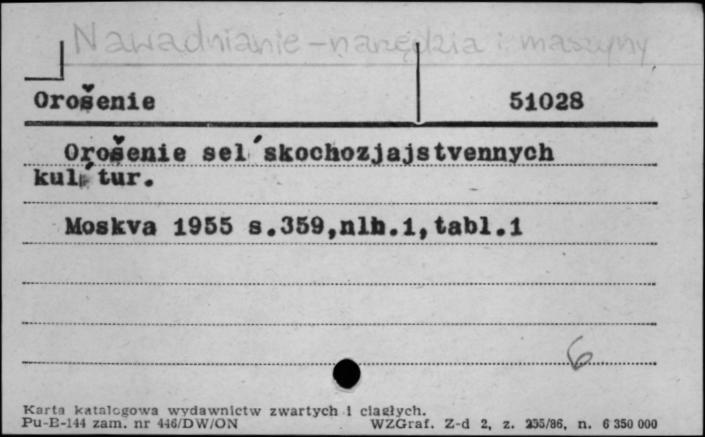 Nawadnianie - narzędzia i maszyny
Orošenie 51028
Orošenie sel´skochozjajstvennych
kul´tur.
Moskva 1955 s.359,nlb.1,tabl.1
6
Karta katalogowa wydawnictw zwartych i ciągłych.
Pu-B-144 zam. nr 446/DW/ON WZGraf. Z-d 2, z. 235/86, n. 6 350 000